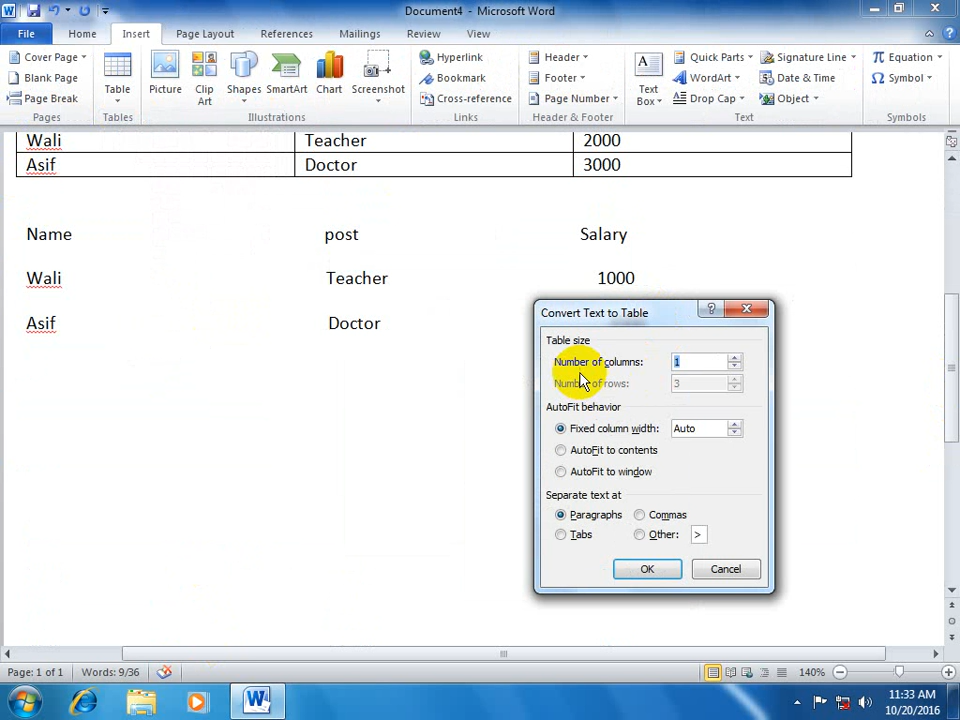 Document4 - Microsoft Word
File Home Insert Page Layout References Mailings Review View
Cover Page
Blank Page
Page Break
Pages
Table
Tables
Picture
Clip
Art
Shapes
SmartArt
Chart
Screenshot
Illustrations
Hyperlink
Bookmark
Cross-reference
Links
Header
Footer
Page Number
Header & Footer
A
Text
Box
Quick Parts
WordArt
Drop Cap
Signature Line
Date & Time
Object
Text
Equation
Symbol
Symbols
Wali Teacher 2000
Asif Doctor 3000
Name post Salary
Wali Teacher 1000
Asif Doctor
Convert Text to Table
Table size
Number of columns: 1
Number of rows: 3
AutoFit behavior
Fixed column width: Auto
AutoFit to contents
AutoFit to window
Separate text at
Paragraphs Commas
Tabs Other: >
OK Cancel
Page: 1 of 1 Words: 9/36 140%
11:33 AM
10/20/2016